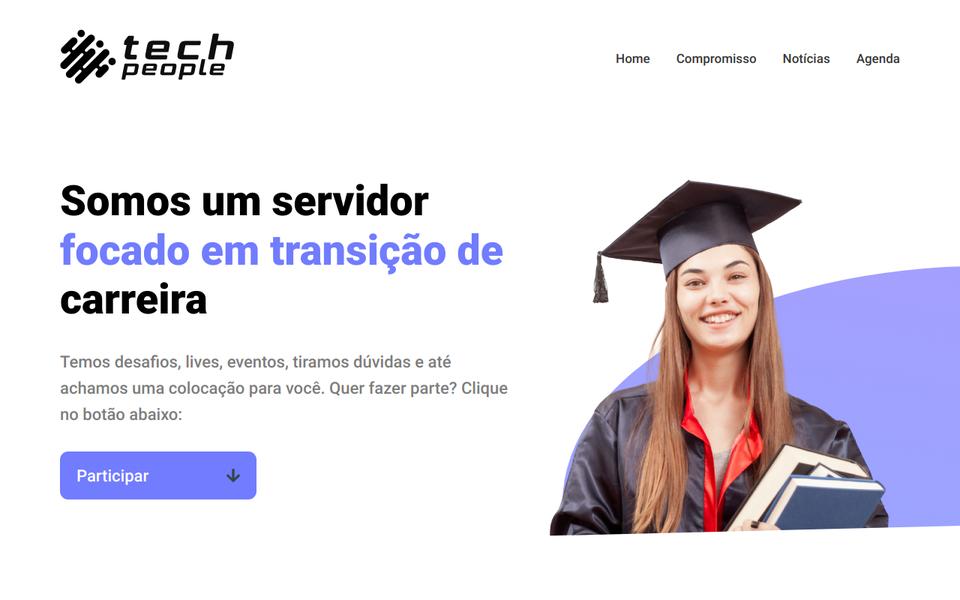 tech
people
Home Compromisso Notícias Agenda
Somos um servidor
focado em transição de
carreira
Temos desafios, lives, eventos, tiramos dúvidas e até
achamos uma colocação para você. Quer fazer parte? Clique
no botão abaixo:
Participar